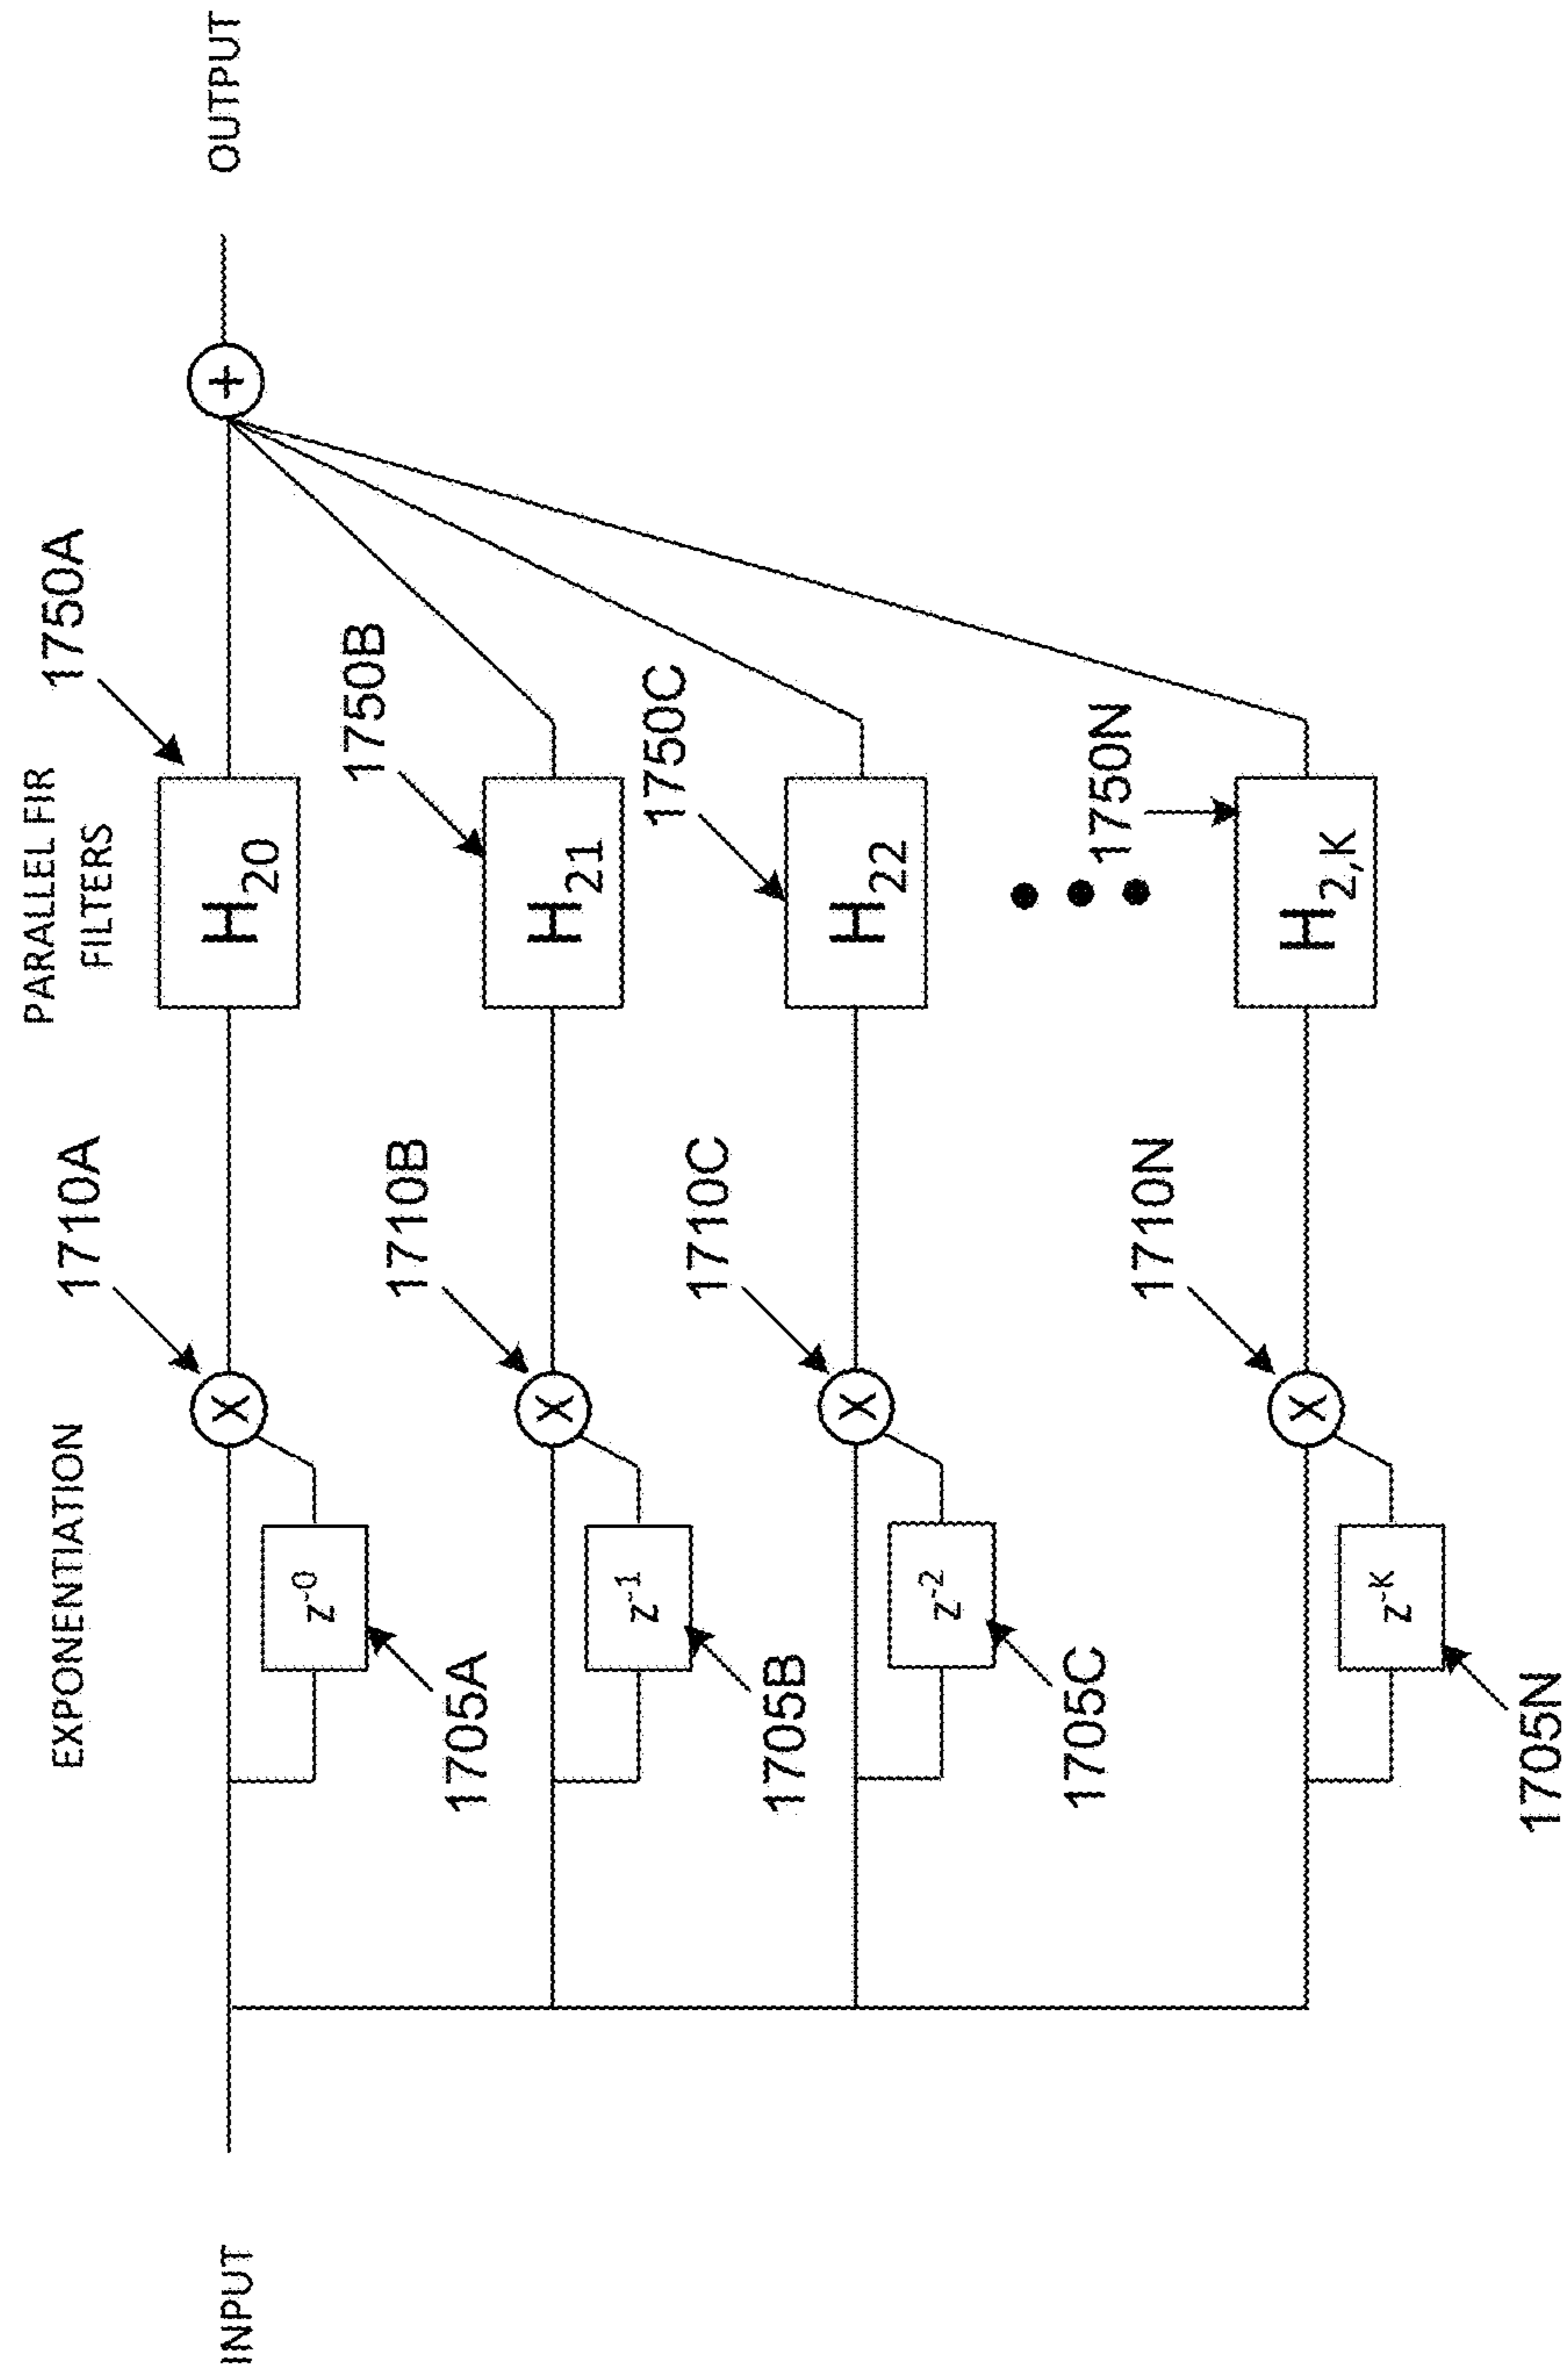 EXPONENTIATION
PARALLEL FIR
FILTERS
INPUT
OUTPUT
1710A
1750A
X
H20
+
z-0
1705A
1710B
1750B
X
H21
z-1
1705B
1710C
1750C
X
H22
z-2
1705C
1710N
1750N
X
H2,K
z-K
1705N